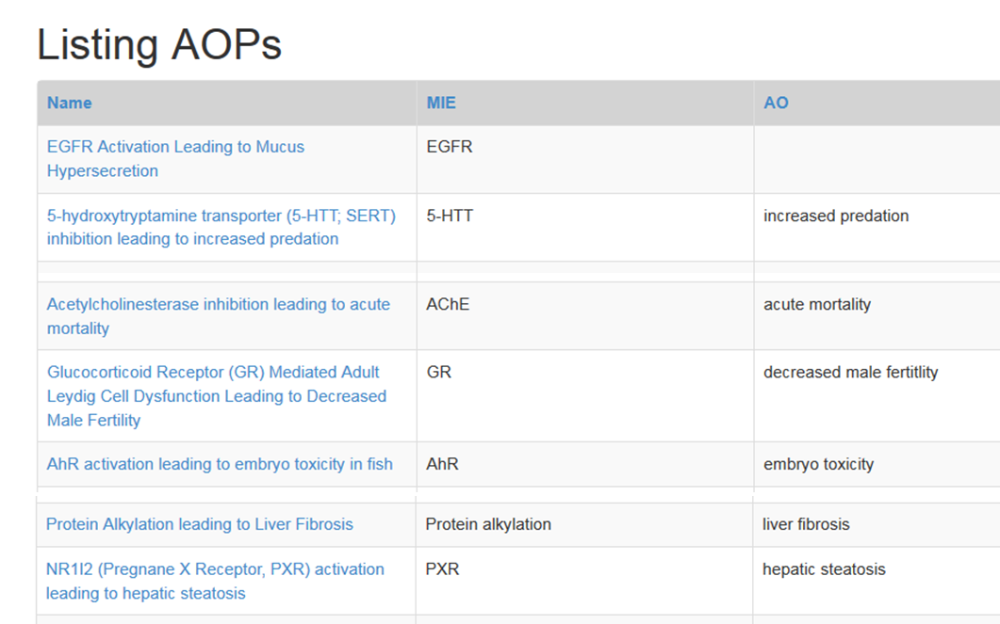 Listing AOPs
Name MIE AO
EGFR Activation Leading to Mucus EGFR
Hypersecretion
5-hydroxytryptamine transporter (5-HTT; SERT) 5-HTT increased predation
inhibition leading to increased predation
Acetylcholinesterase inhibition leading to acute AChE acute mortality
mortality
Glucocorticoid Receptor (GR) Mediated Adult GR decreased male fertitlity
Leydig Cell Dysfunction Leading to Decreased
Male Fertility
AhR activation leading to embryo toxicity in fish AhR embryo toxicity
Protein Alkylation leading to Liver Fibrosis Protein alkylation liver fibrosis
NR1I2 (Pregnane X Receptor, PXR) activation PXR hepatic steatosis
leading to hepatic steatosis